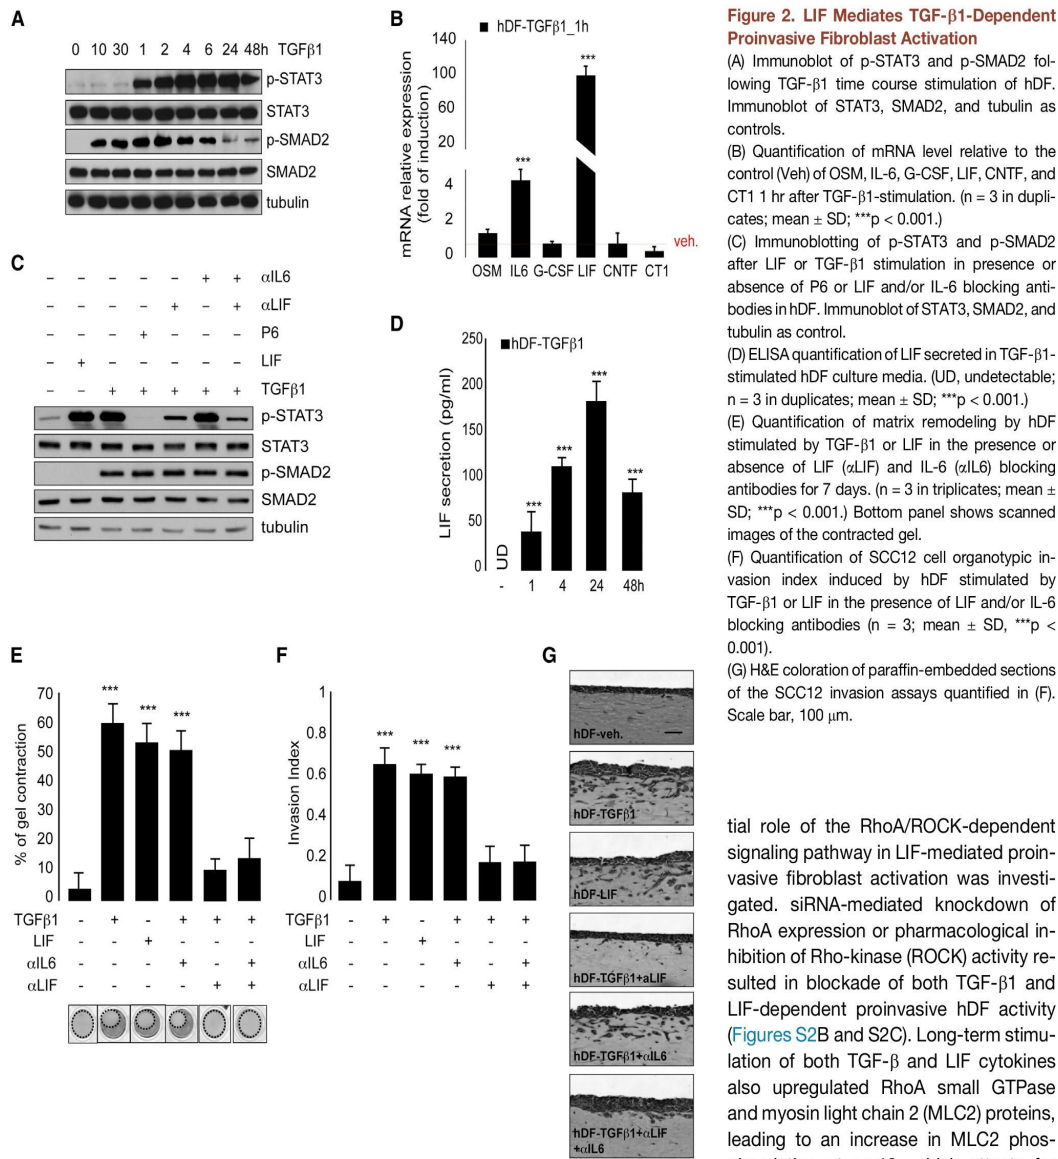 A
0 10 30 1 2 4 6 24 48h TGFβ1
p-STAT3
STAT3
p-SMAD2
SMAD2
tubulin
B
hDF-TGFβ1_1h
mRNA relative expression
(fold of induction)
140
100
60
20
4
2
0
***
***
veh.
OSM IL6 G-CSF LIF CNTF CT1
C
– – – – – + + αIL6
– – – – + – + αLIF
– – – + – – – P6
– + – – – – – LIF
– – + + + + + TGFβ1
p-STAT3
STAT3
p-SMAD2
SMAD2
tubulin
D
hDF-TGFβ1
LIF secretion (pg/ml)
250
200
150
100
50
0
UD
***
***
***
***
- 1 4 24 48h
E
% of gel contraction
70
60
50
40
30
20
10
0
***
***
***
TGFβ1 - + - + + +
LIF - - + - - -
αIL6 - - - + - +
αLIF - - - - + +
F
Invasion Index
1
0.8
0.6
0.4
0.2
0
***
***
***
TGFβ1 - + - + + +
LIF - - + - - -
αIL6 - - - + - +
αLIF - - - - + +
G
hDF-veh.
hDF-TGFβ1
hDF-LIF
hDF-TGFβ1+aLIF
hDF-TGFβ1+αIL6
hDF-TGFβ1+αLIF
+αIL6
Figure 2. LIF Mediates TGF-β1-Dependent
Proinvasive Fibroblast Activation
(A) Immunoblot of p-STAT3 and p-SMAD2 fol-
lowing TGF-β1 time course stimulation of hDF.
Immunoblot of STAT3, SMAD2, and tubulin as
controls.
(B) Quantification of mRNA level relative to the
control (Veh) of OSM, IL-6, G-CSF, LIF, CNTF, and
CT1 1 hr after TGF-β1-stimulation. (n = 3 in dupli-
cates; mean ± SD; ***p < 0.001.)
(C) Immunoblotting of p-STAT3 and p-SMAD2
after LIF or TGF-β1 stimulation in presence or
absence of P6 or LIF and/or IL-6 blocking anti-
bodies in hDF. Immunoblot of STAT3, SMAD2, and
tubulin as control.
(D) ELISA quantification of LIF secreted in TGF-β1-
stimulated hDF culture media. (UD, undetectable;
n = 3 in duplicates; mean ± SD; ***p < 0.001.)
(E) Quantification of matrix remodeling by hDF
stimulated by TGF-β1 or LIF in the presence or
absence of LIF (αLIF) and IL-6 (αIL6) blocking
antibodies for 7 days. (n = 3 in triplicates; mean ±
SD; ***p < 0.001.) Bottom panel shows scanned
images of the contracted gel.
(F) Quantification of SCC12 cell organotypic in-
vasion index induced by hDF stimulated by
TGF-β1 or LIF in the presence of LIF and/or IL-6
blocking antibodies (n = 3; mean ± SD, ***p <
0.001).
(G) H&E coloration of paraffin-embedded sections
of the SCC12 invasion assays quantified in (F).
Scale bar, 100 μm.
tial role of the RhoA/ROCK-dependent
signaling pathway in LIF-mediated proin-
vasive fibroblast activation was investi-
gated. siRNA-mediated knockdown of
RhoA expression or pharmacological in-
hibition of Rho-kinase (ROCK) activity re-
sulted in blockade of both TGF-β1 and
LIF-dependent proinvasive hDF activity
(Figures S2B and S2C). Long-term stimu-
lation of both TGF-β and LIF cytokines
also upregulated RhoA small GTPase
and myosin light chain 2 (MLC2) proteins,
leading to an increase in MLC2 phos-